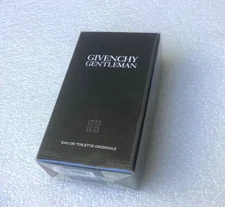 GIVENCHY
GENTLEMAN
EAU DE TOILETTE ORIGINALE